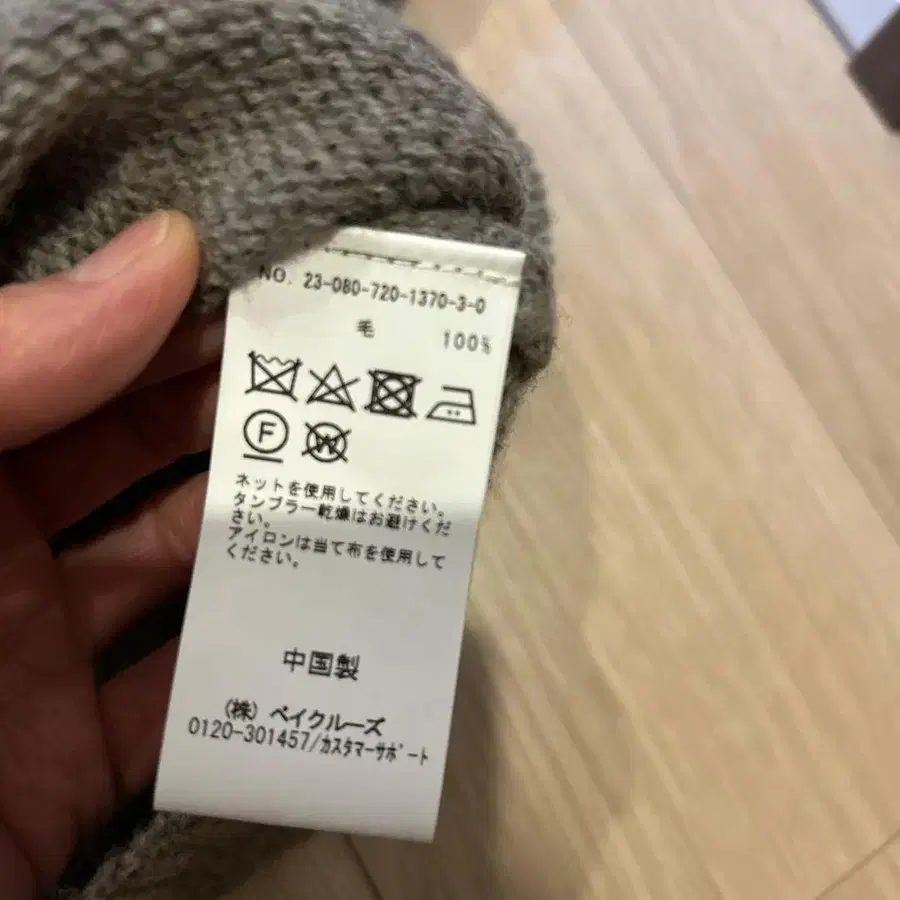 NO. 23-080-720-1370-3-0
毛 100%
F W
ネットを使用してください。
タンブラー乾燥はお避けくだ
さい。
アイロンは当て布を使用して
ください。
中国製
(株) ベイクルーズ
0120-301457/カスタマーサポート